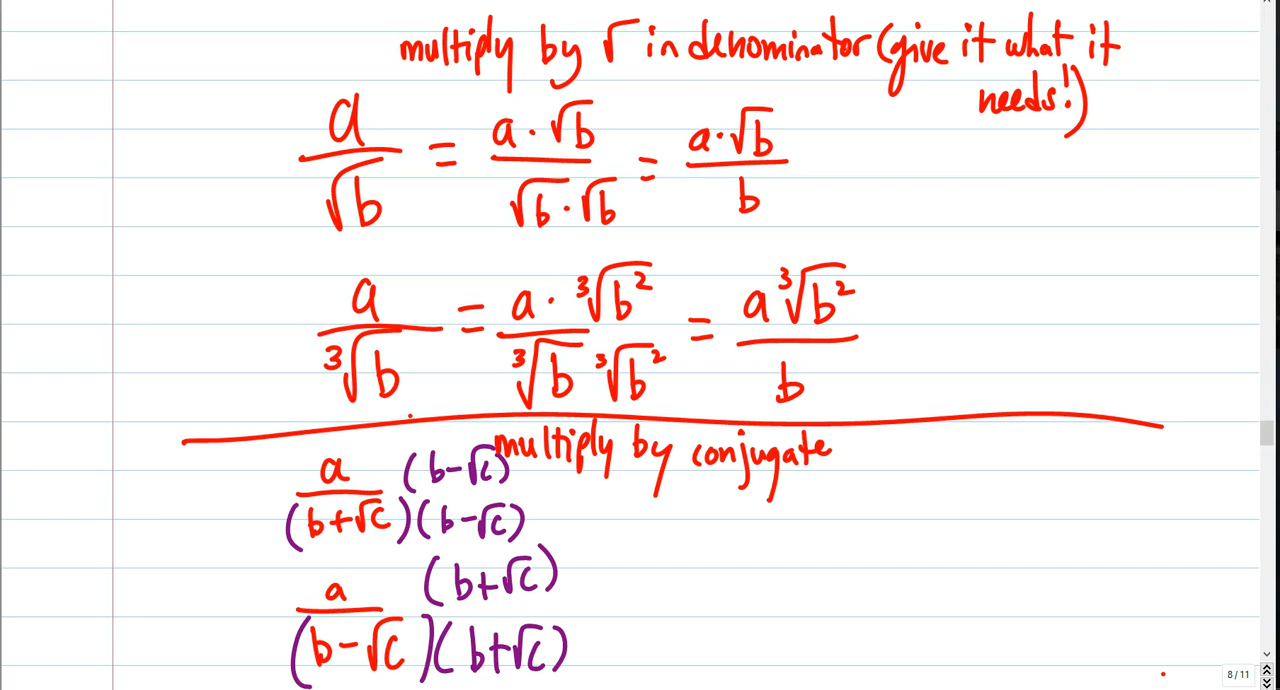 multiply by √ in denominator (give it what it
needs!)
a/√b = a·√b/√b·√b = a·√b/b
a/∛b = a·∛b²/∛b ∛b² = a∛b²/b
multiply by conjugate
a (b-√c)
(b+√c)(b-√c)
a (b+√c)
(b-√c)(b+√c)
8/11